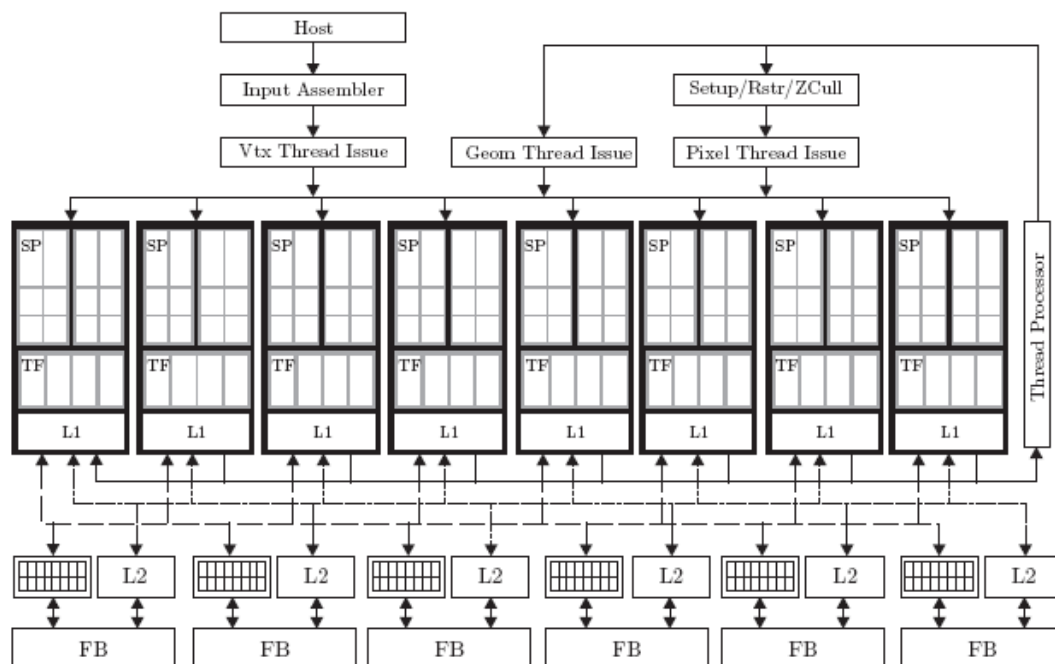 Host
Input Assembler
Setup/Rstr/ZCull
Vtx Thread Issue
Geom Thread Issue
Pixel Thread Issue
SP SP SP SP SP SP SP SP
Thread Processor
TF TF TF TF TF TF TF TF
L1 L1 L1 L1 L1 L1 L1 L1
L2 L2 L2 L2 L2 L2
FB FB FB FB FB FB